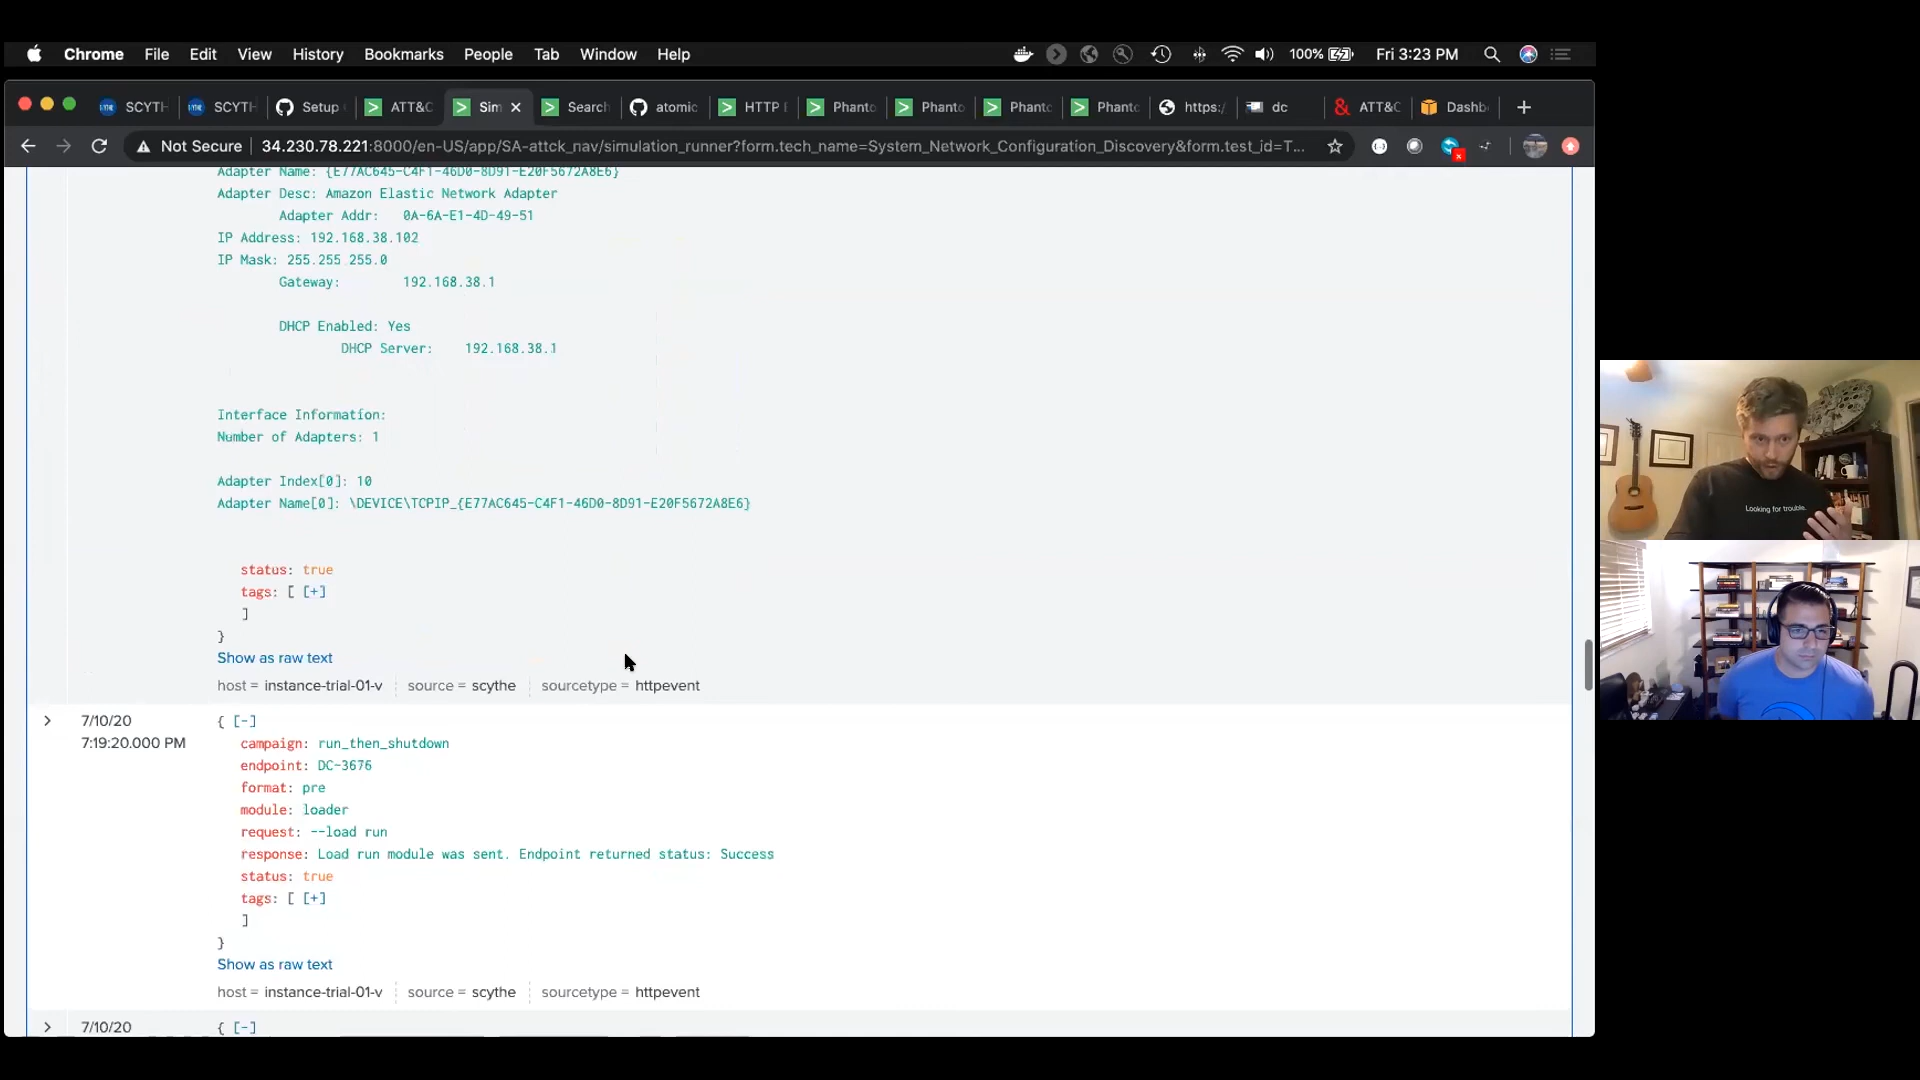 Chrome File Edit View History Bookmarks People Tab Window Help 100% Fri 3:23 PM
SCYTH SCYTH Setup ATT&C Sim Search atomic HTTP E Phanto Phanto Phanto Phanto https:/ dc ATT&C Dashb
Not Secure 34.230.78.221:8000/en-US/app/SA-attck_nav/simulation_runner?form.tech_name=System_Network_Configuration_Discovery&form.test_id=T...
Adapter Name: {E77AC645-C4F1-46D0-8D91-E20F5672A8E6}
Adapter Desc: Amazon Elastic Network Adapter
Adapter Addr: 0A-6A-E1-4D-49-51
IP Address: 192.168.38.102
IP Mask: 255.255.255.0
Gateway: 192.168.38.1
DHCP Enabled: Yes
DHCP Server: 192.168.38.1
Interface Information:
Number of Adapters: 1
Adapter Index[0]: 10
Adapter Name[0]: \DEVICE\TCPIP_{E77AC645-C4F1-46D0-8D91-E20F5672A8E6}
status: true
tags: [ [+]
]
}
Show as raw text
host = instance-trial-01-v source = scythe sourcetype = httpevent
7/10/20 { [-]
7:19:20.000 PM campaign: run_then_shutdown
endpoint: DC-3676
format: pre
module: loader
request: --load run
response: Load run module was sent. Endpoint returned status: Success
status: true
tags: [ [+]
]
}
Show as raw text
host = instance-trial-01-v source = scythe sourcetype = httpevent
7/10/20 { [-]
Looking for trouble.